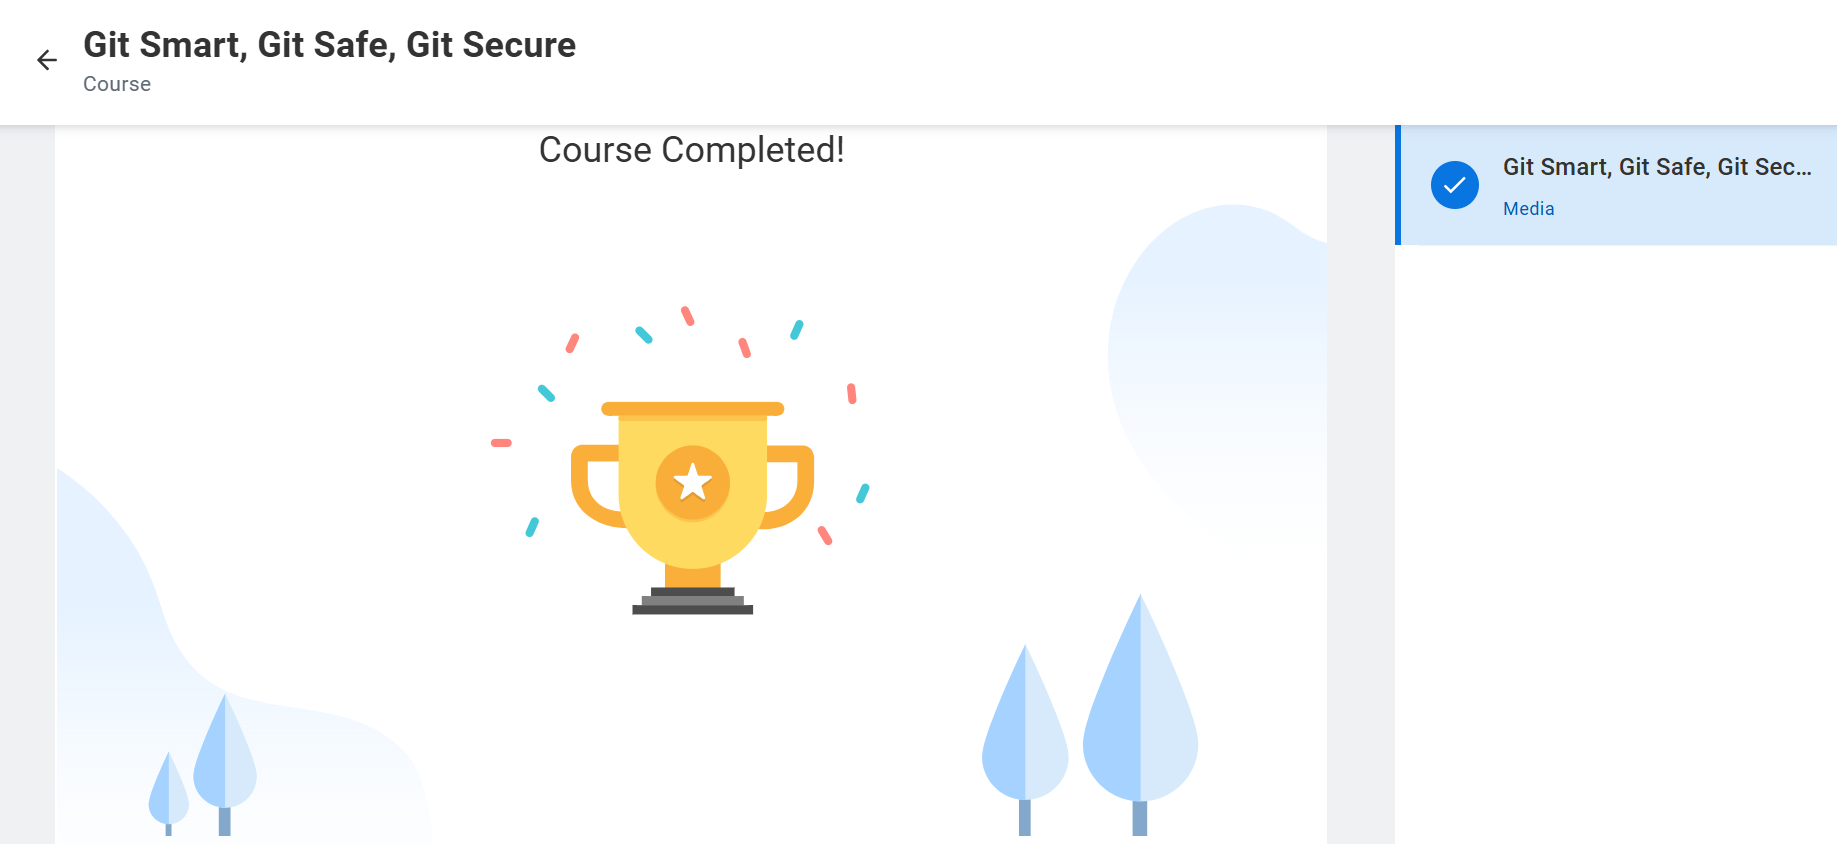 Git Smart, Git Safe, Git Secure
Course
Course Completed!
Git Smart, Git Safe, Git Sec...
Media